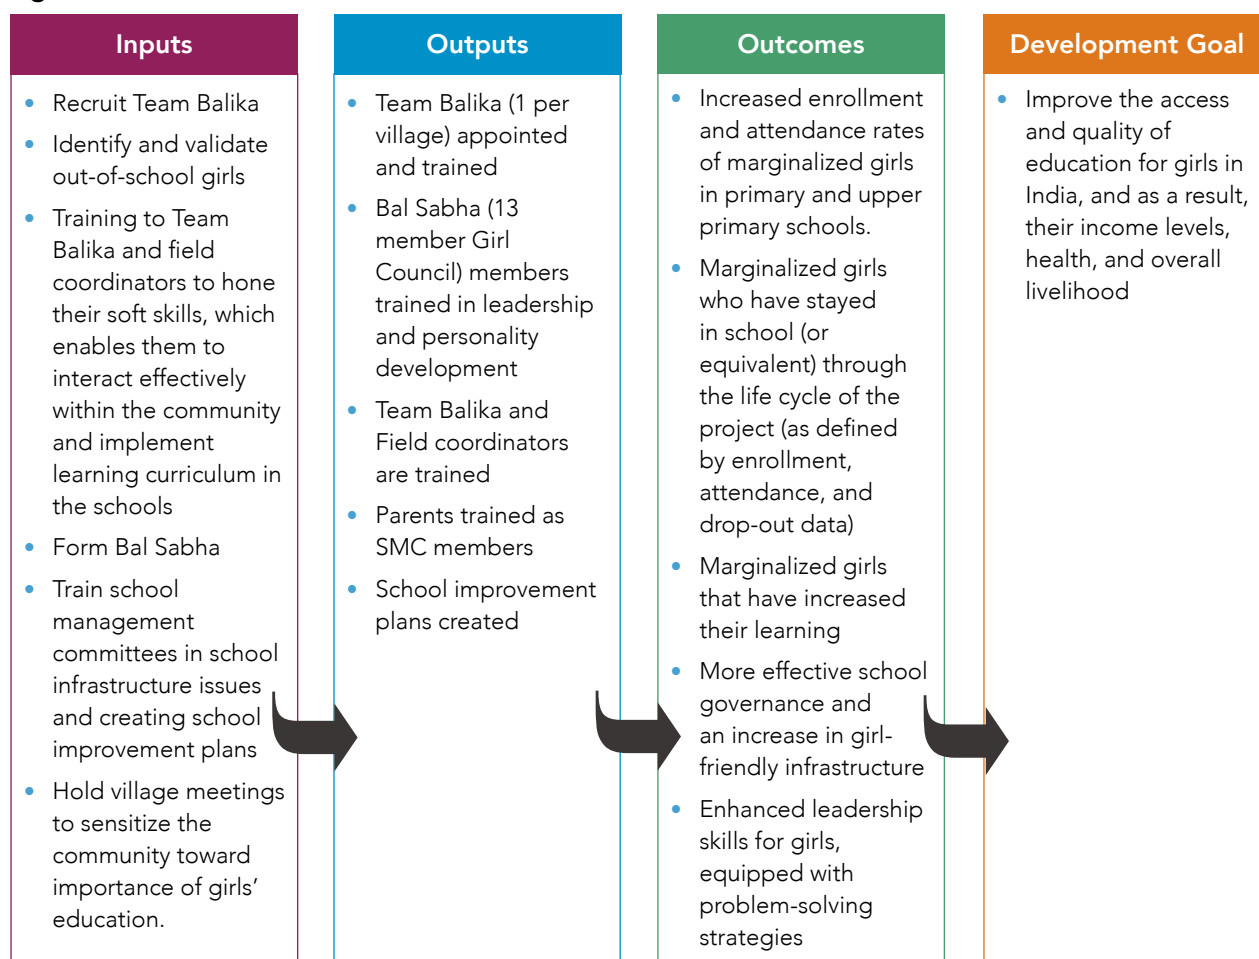 Inputs
Recruit Team Balika
Identify and validate
out-of-school girls
Training to Team
Balika and field
coordinators to hone
their soft skills, which
enables them to
interact effectively
within the community
and implement
learning curriculum in
the schools
Form Bal Sabha
Train school
management
committees in school
infrastructure issues
and creating school
improvement plans
Hold village meetings
to sensitize the
community toward
importance of girls’
education.
Outputs
Team Balika (1 per
village) appointed
and trained
Bal Sabha (13
member Girl
Council) members
trained in leadership
and personality
development
Team Balika and
Field coordinators
are trained
Parents trained as
SMC members
School improvement
plans created
Outcomes
Increased enrollment
and attendance rates
of marginalized girls
in primary and upper
primary schools.
Marginalized girls
who have stayed
in school (or
equivalent) through
the life cycle of the
project (as defined
by enrollment,
attendance, and
drop-out data)
Marginalized girls
that have increased
their learning
More effective school
governance and
an increase in girl-
friendly infrastructure
Enhanced leadership
skills for girls,
equipped with
problem-solving
strategies
Development Goal
Improve the access
and quality of
education for girls in
India, and as a result,
their income levels,
health, and overall
livelihood